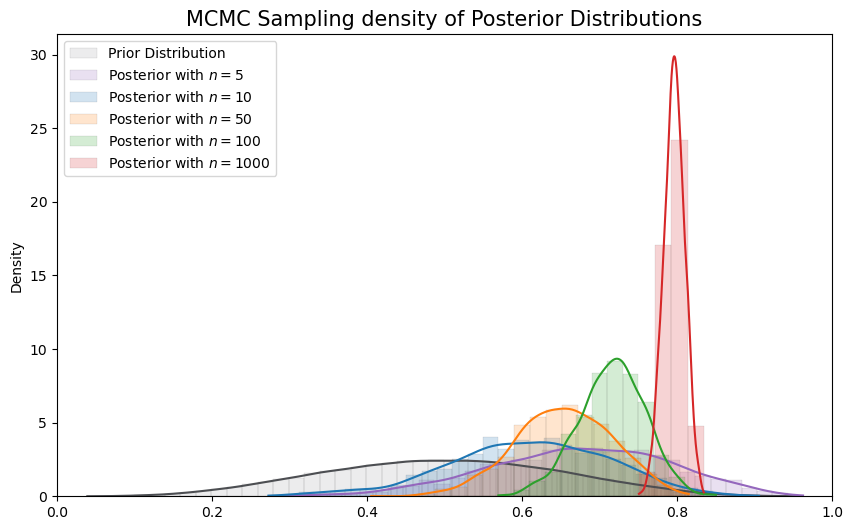 MCMC Sampling density of Posterior Distributions
Prior Distribution
Posterior with n = 5
Posterior with n = 10
Posterior with n = 50
Posterior with n = 100
Posterior with n = 1000
30
25
20
15
10
5
0
Density
0.0 0.2 0.4 0.6 0.8 1.0